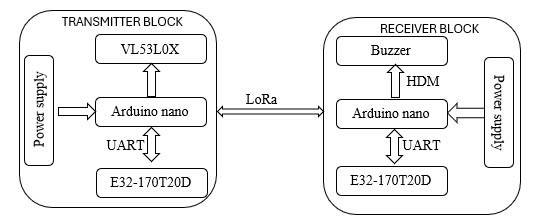 TRANSMITTER BLOCK
VL53L0X
Power supply
Arduino nano
UART
E32-170T20D
LoRa
RECEIVER BLOCK
Buzzer
HDM
Arduino nano
Power supply
UART
E32-170T20D